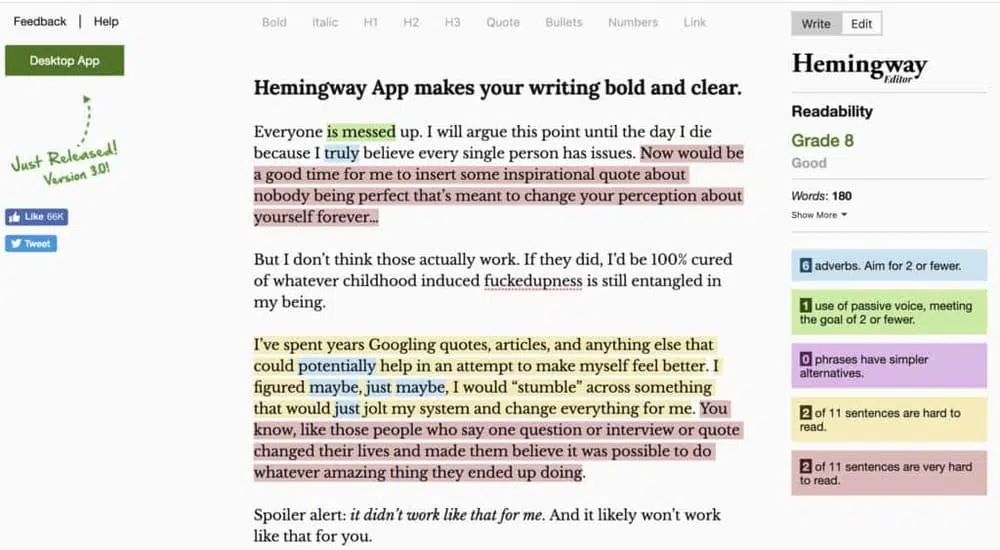 Feedback | Help
Desktop App
Just Released!
Version 3.0!
Like 66K
Tweet
Bold Italic H1 H2 H3 Quote Bullets Numbers Link
Hemingway App makes your writing bold and clear.
Everyone is messed up. I will argue this point until the day I die
because I truly believe every single person has issues. Now would be
a good time for me to insert some inspirational quote about
nobody being perfect that’s meant to change your perception about
yourself forever…
But I don’t think those actually work. If they did, I’d be 100% cured
of whatever childhood induced fuckedupness is still entangled in
my being.
I’ve spent years Googling quotes, articles, and anything else that
could potentially help in an attempt to make myself feel better. I
figured maybe, just maybe, I would “stumble” across something
that would just jolt my system and change everything for me. You
know, like those people who say one question or interview or quote
changed their lives and made them believe it was possible to do
whatever amazing thing they ended up doing.
Spoiler alert: it didn’t work like that for me. And it likely won’t work
like that for you.
Write Edit
Hemingway
Editor
Readability
Grade 8
Good
Words: 180
Show More
6 adverbs. Aim for 2 or fewer.
1 use of passive voice, meeting
the goal of 2 or fewer.
0 phrases have simpler
alternatives.
2 of 11 sentences are hard to
read.
2 of 11 sentences are very hard
to read.